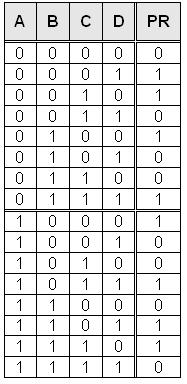 A B C D PR
0 0 0 0 0
0 0 0 1 1
0 0 1 0 1
0 0 1 1 0
0 1 0 0 1
0 1 0 1 0
0 1 1 0 0
0 1 1 1 1
1 0 0 0 1
1 0 0 1 0
1 0 1 0 0
1 0 1 1 1
1 1 0 0 0
1 1 0 1 1
1 1 1 0 1
1 1 1 1 0